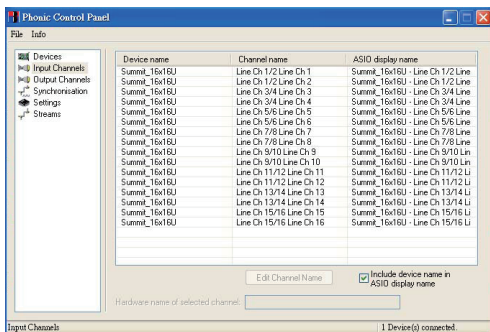 Phonic Control Panel
File Info
Devices
Input Channels
Output Channels
Synchronisation
Settings
Streams
Device name Channel name ASIO display name
Summit_16x16U Line Ch 1/2 Line Ch 1 Summit_16x16U - Line Ch 1/2 Line
Summit_16x16U Line Ch 1/2 Line Ch 2 Summit_16x16U - Line Ch 1/2 Line
Summit_16x16U Line Ch 3/4 Line Ch 3 Summit_16x16U - Line Ch 3/4 Line
Summit_16x16U Line Ch 3/4 Line Ch 4 Summit_16x16U - Line Ch 3/4 Line
Summit_16x16U Line Ch 5/6 Line Ch 5 Summit_16x16U - Line Ch 5/6 Line
Summit_16x16U Line Ch 5/6 Line Ch 6 Summit_16x16U - Line Ch 5/6 Line
Summit_16x16U Line Ch 7/8 Line Ch 7 Summit_16x16U - Line Ch 7/8 Line
Summit_16x16U Line Ch 7/8 Line Ch 8 Summit_16x16U - Line Ch 7/8 Line
Summit_16x16U Line Ch 9/10 Line Ch 9 Summit_16x16U - Line Ch 9/10 Lin
Summit_16x16U Line Ch 9/10 Line Ch 10 Summit_16x16U - Line Ch 9/10 Lin
Summit_16x16U Line Ch 11/12 Line Ch 11 Summit_16x16U - Line Ch 11/12 Li
Summit_16x16U Line Ch 11/12 Line Ch 12 Summit_16x16U - Line Ch 11/12 Li
Summit_16x16U Line Ch 13/14 Line Ch 13 Summit_16x16U - Line Ch 13/14 Li
Summit_16x16U Line Ch 13/14 Line Ch 14 Summit_16x16U - Line Ch 13/14 Li
Summit_16x16U Line Ch 15/16 Line Ch 15 Summit_16x16U - Line Ch 15/16 Li
Summit_16x16U Line Ch 15/16 Line Ch 16 Summit_16x16U - Line Ch 15/16 Li
Edit Channel Name
Include device name in
ASIO display name
Hardware name of selected channel:
Input Channels 1 Device(s) connected.